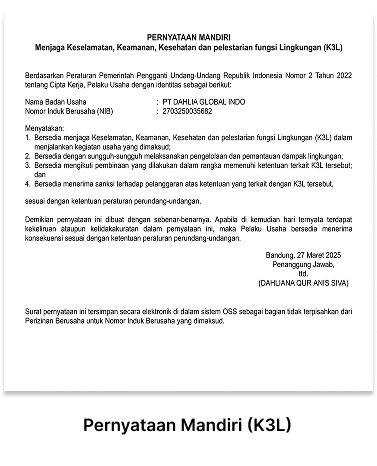 PERNYATAAN MANDIRI
Menjaga Keselamatan, Keamanan, Kesehatan dan pelestarian fungsi Lingkungan (K3L)
Berdasarkan Peraturan Pemerintah Pengganti Undang-Undang Republik Indonesia Nomor 2 Tahun 2022
tentang Cipta Kerja, Pelaku Usaha dengan identitas sebagai berikut:
Nama Badan Usaha : PT DAHLIA GLOBAL INDO
Nomor Induk Berusaha (NIB) : 2703250035682
Menyatakan:
1. Bersedia menjaga Keselamatan, Keamanan, Kesehatan dan pelestarian fungsi Lingkungan (K3L) dalam
menjalankan kegiatan usaha yang dimaksud;
2. Bersedia dengan sungguh-sungguh melaksanakan pengelolaan dan pemantauan dampak lingkungan;
3. Bersedia mengikuti pembinaan yang dilakukan dalam rangka memenuhi ketentuan terkait K3L tersebut;
dan
4. Bersedia menerima sanksi terhadap pelanggaran atas ketentuan yang terkait dengan K3L tersebut,
sesuai dengan ketentuan peraturan perundang-undangan.
Demikian pernyataan ini dibuat dengan sebenar-benarnya. Apabila di kemudian hari ternyata terdapat
kekeliruan ataupun ketidakakuratan dalam pernyataan ini, maka Pelaku Usaha bersedia menerima
konsekuensi sesuai dengan ketentuan peraturan perundang-undangan.
Bandung, 27 Maret 2025
Penanggung Jawab,
ttd.
(DAHLIANA QUR ANIS SIVA)
Surat pernyataan ini tersimpan secara elektronik di dalam sistem OSS sebagai bagian tidak terpisahkan dari
Perizinan Berusaha untuk Nomor Induk Berusaha yang dimaksud.
Pernyataan Mandiri (K3L)